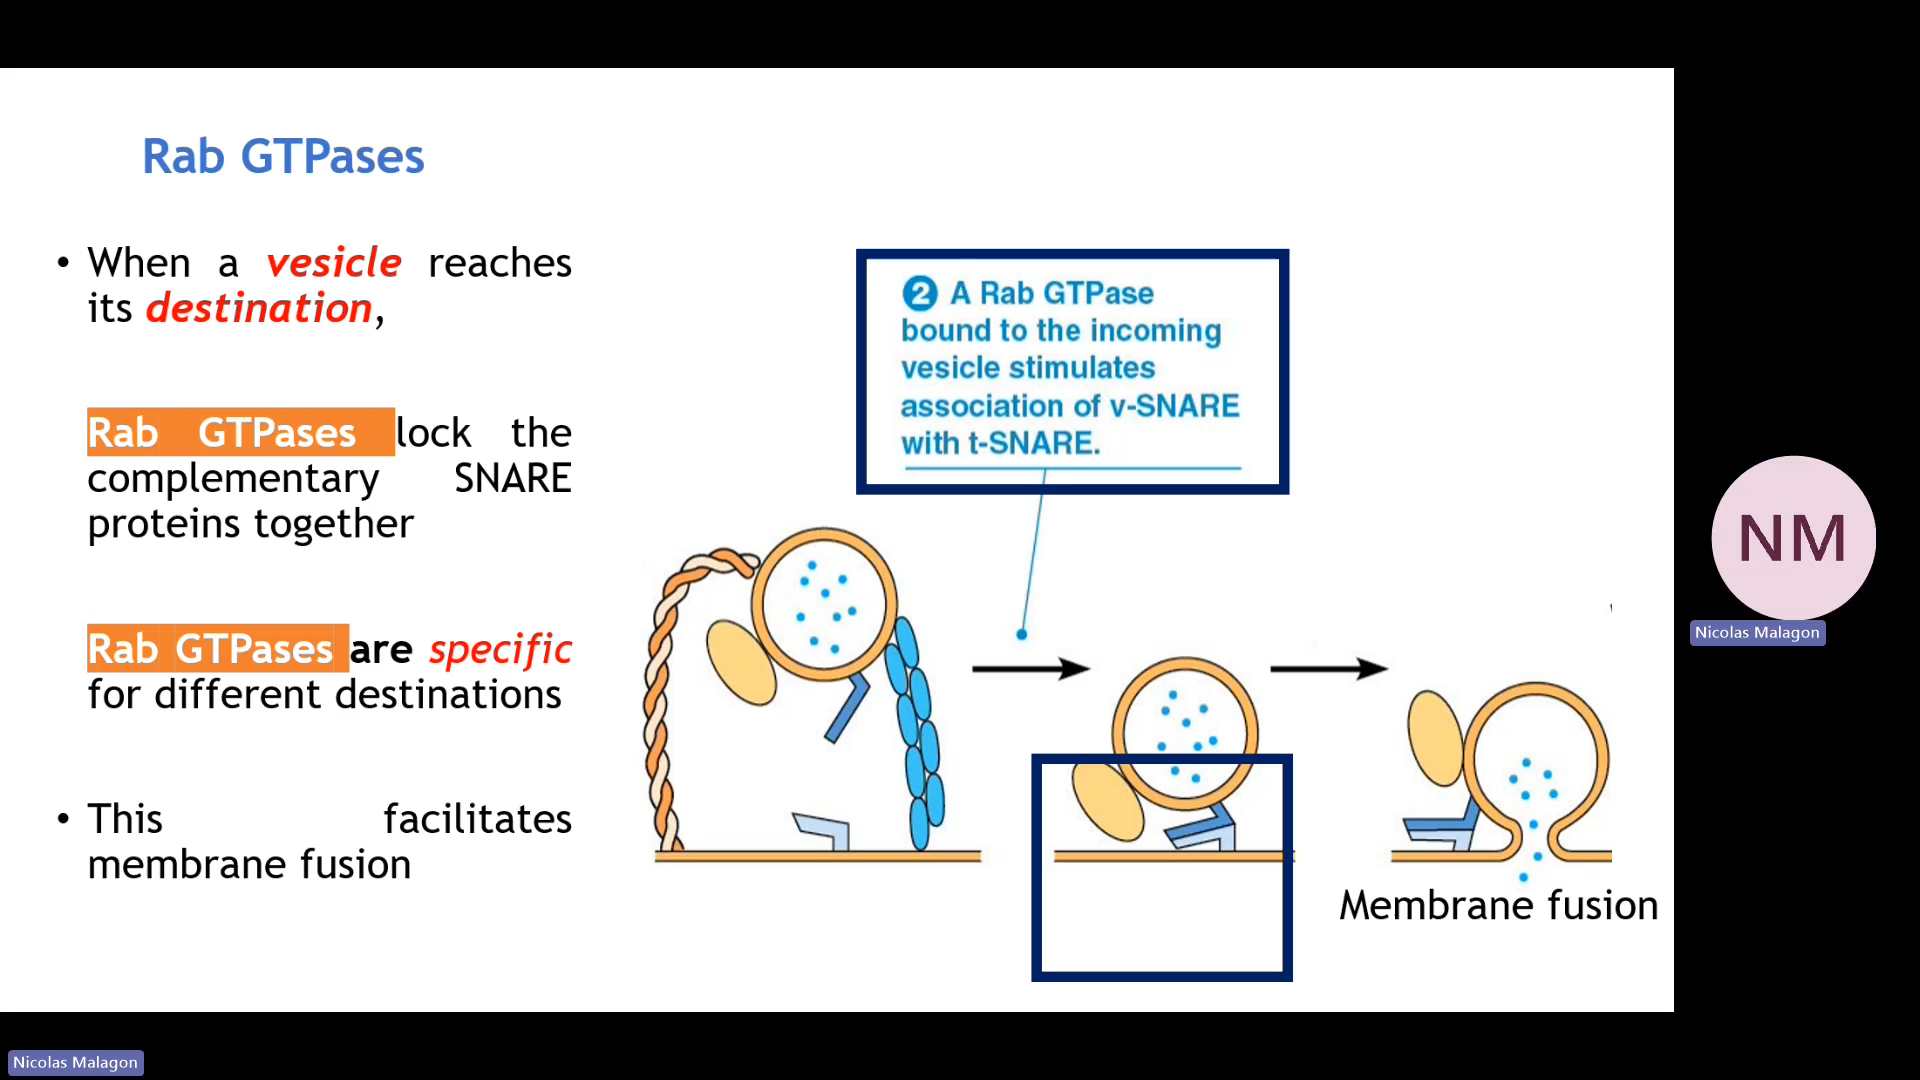 Rab GTPases
• When a vesicle reaches
its destination,
Rab GTPases lock the
complementary SNARE
proteins together
Rab GTPases are specific
for different destinations
• This facilitates
membrane fusion
2 A Rab GTPase
bound to the incoming
vesicle stimulates
association of v-SNARE
with t-SNARE.
Membrane fusion
NM
Nicolas Malagon
Nicolas Malagon